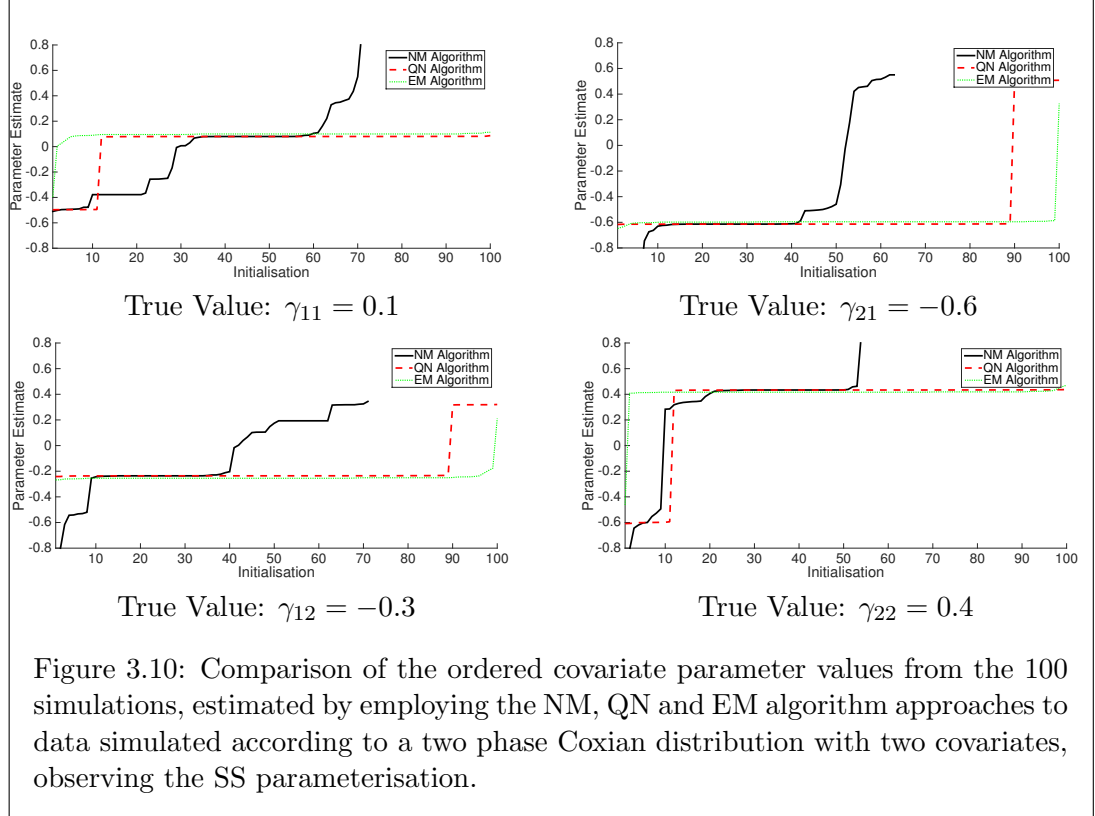 0.8
0.6
0.4
0.2
0
-0.2
-0.4
-0.6
-0.8
Parameter Estimate
10 20 30 40 50 60 70 80 90 100
Initialisation
NM Algorithm
QN Algorithm
EM Algorithm
True Value: γ11 = 0.1
0.8
0.6
0.4
0.2
0
-0.2
-0.4
-0.6
-0.8
Parameter Estimate
10 20 30 40 50 60 70 80 90 100
Initialisation
NM Algorithm
QN Algorithm
EM Algorithm
True Value: γ21 = −0.6
0.8
0.6
0.4
0.2
0
-0.2
-0.4
-0.6
-0.8
Parameter Estimate
10 20 30 40 50 60 70 80 90 100
Initialisation
NM Algorithm
QN Algorithm
EM Algorithm
True Value: γ12 = −0.3
0.8
0.6
0.4
0.2
0
-0.2
-0.4
-0.6
-0.8
Parameter Estimate
10 20 30 40 50 60 70 80 90 100
Initialisation
NM Algorithm
QN Algorithm
EM Algorithm
True Value: γ22 = 0.4
Figure 3.10: Comparison of the ordered covariate parameter values from the 100
simulations, estimated by employing the NM, QN and EM algorithm approaches to
data simulated according to a two phase Coxian distribution with two covariates,
observing the SS parameterisation.